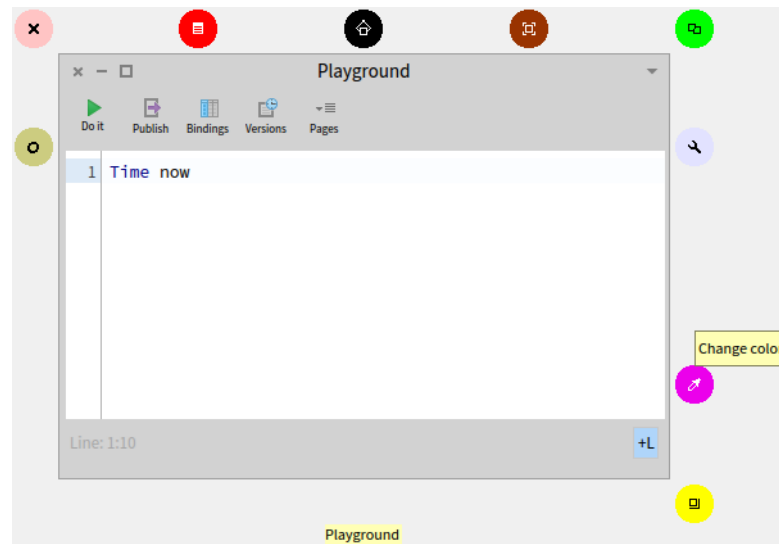 Playground
Do it Publish Bindings Versions Pages
1 Time now
Change colo
Line: 1:10 +L
Playground